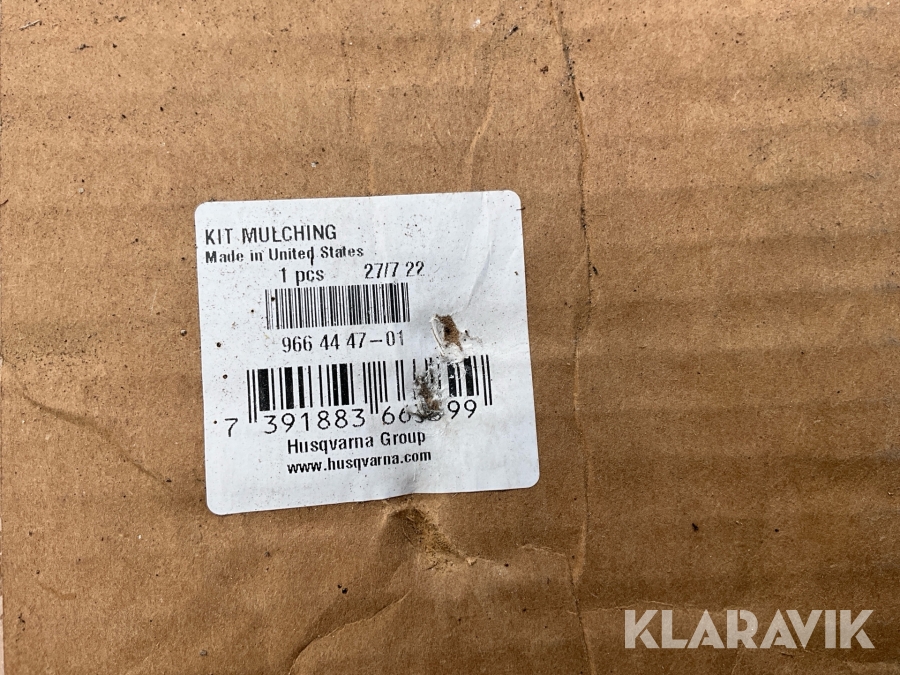 KIT MULCHING
Made in United States
1 pcs 27/7 22
966 44 47-01
7 391883
Husqvarna Group
www.husqvarna.com
KLARAVIK